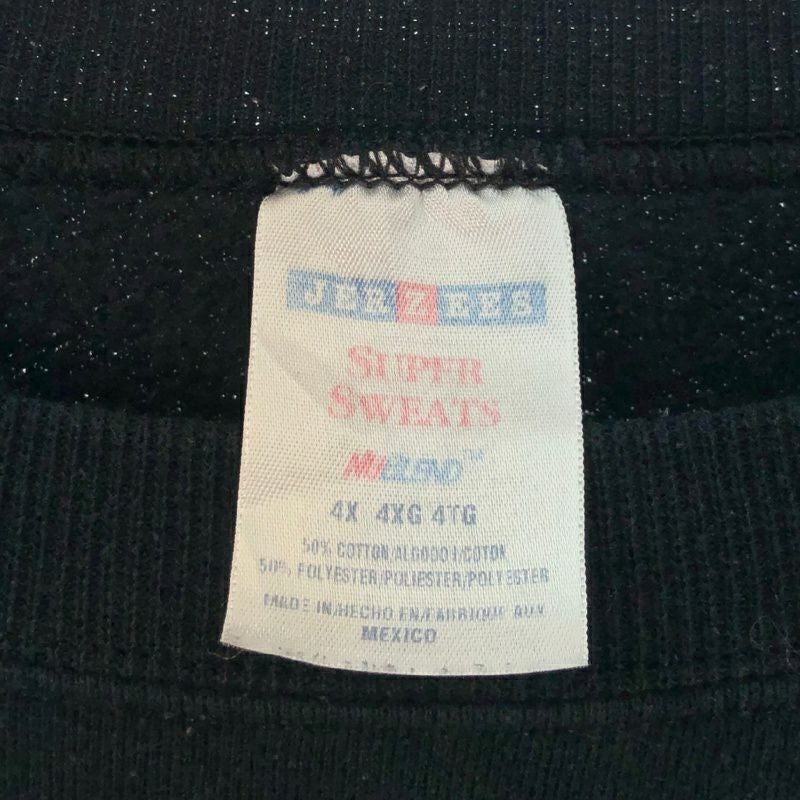 JERZEES
SUPER
SWEATS
NuBLEND™
4X 4XG 4TG
50% COTTON/ALGODON/COTON
50% POLYESTER/POLIESTER/POLYESTER
MADE IN/HECHO EN/FABRIQUE AUX
MEXICO